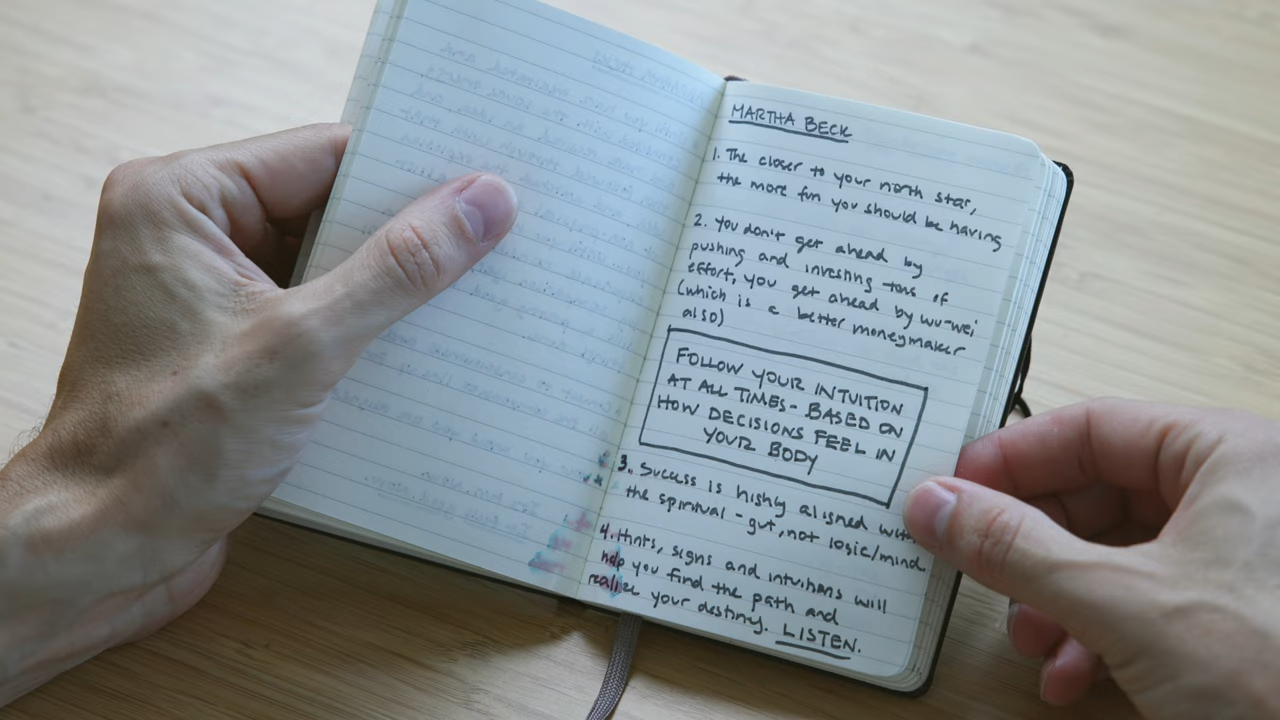 MARTHA BECK
1. The closer to your north star,
the more fun you should be having
2. you don't get ahead by
pushing and investing tons of
effort, you get ahead by wu-wei
(which is a better moneymaker
also)
FOLLOW YOUR INTUITION
AT ALL TIMES - BASED ON
HOW DECISIONS FEEL IN
YOUR BODY
3. Success is highly aligned with
the spiritual - gut, not logic/mind
4. Hints, signs and intuitions will
help you find the path and
realize your destiny. LISTEN.